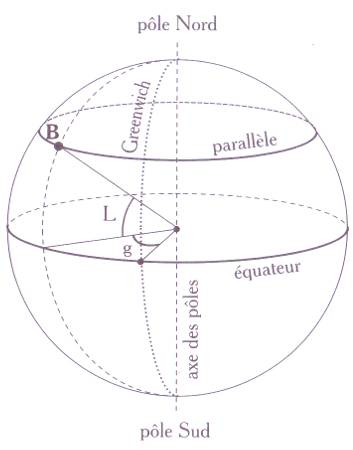 pôle Nord
Greenwich
B
parallèle
L
g
équateur
axe des pôles
pôle Sud